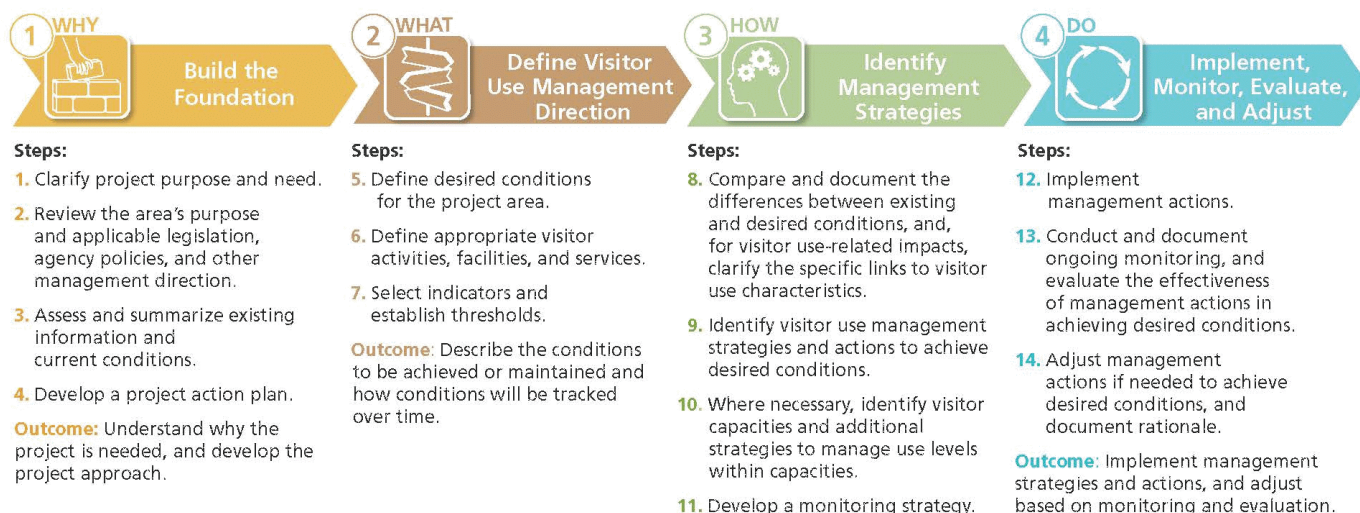 1 WHY
Build the
Foundation
Steps:
1. Clarify project purpose and need.
2. Review the area's purpose
and applicable legislation,
agency policies, and other
management direction.
3. Assess and summarize existing
information and
current conditions.
4. Develop a project action plan.
Outcome: Understand why the
project is needed, and develop the
project approach.
2 WHAT
Define Visitor
Use Management
Direction
Steps:
5. Define desired conditions
for the project area.
6. Define appropriate visitor
activities, facilities, and services.
7. Select indicators and
establish thresholds.
Outcome: Describe the conditions
to be achieved or maintained and
how conditions will be tracked
over time.
3 HOW
Identify
Management
Strategies
Steps:
8. Compare and document the
differences between existing
and desired conditions, and,
for visitor use-related impacts,
clarify the specific links to visitor
use characteristics.
9. Identify visitor use management
strategies and actions to achieve
desired conditions.
10. Where necessary, identify visitor
capacities and additional
strategies to manage use levels
within capacities.
11. Develop a monitoring strategy.
4 DO
Implement,
Monitor, Evaluate,
and Adjust
Steps:
12. Implement
management actions.
13. Conduct and document
ongoing monitoring, and
evaluate the effectiveness
of management actions in
achieving desired conditions.
14. Adjust management
actions if needed to achieve
desired conditions, and
document rationale.
Outcome: Implement management
strategies and actions, and adjust
based on monitoring and evaluation.